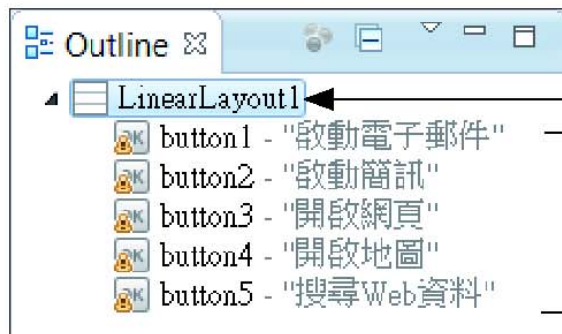 Outline
LinearLayout1
button1 - "啟動電子郵件"
button2 - "啟動簡訊"
button3 - "開啟網頁"
button4 - "開啟地圖"
button5 - "搜尋Web資料"